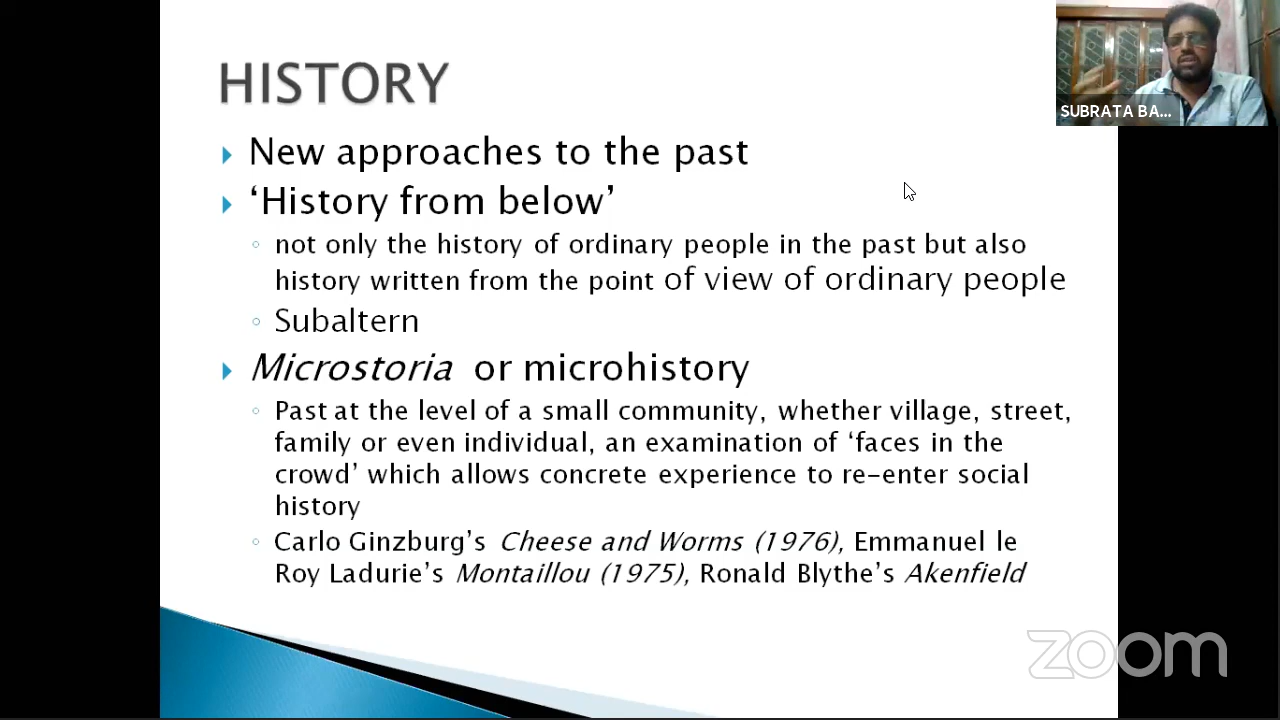 HISTORY
New approaches to the past
‘History from below’
not only the history of ordinary people in the past but also
history written from the point of view of ordinary people
Subaltern
Microstoria or microhistory
Past at the level of a small community, whether village, street,
family or even individual, an examination of ‘faces in the
crowd’ which allows concrete experience to re-enter social
history
Carlo Ginzburg’s Cheese and Worms (1976), Emmanuel le
Roy Ladurie’s Montaillou (1975), Ronald Blythe’s Akenfield
SUBRATA BA...
zoom